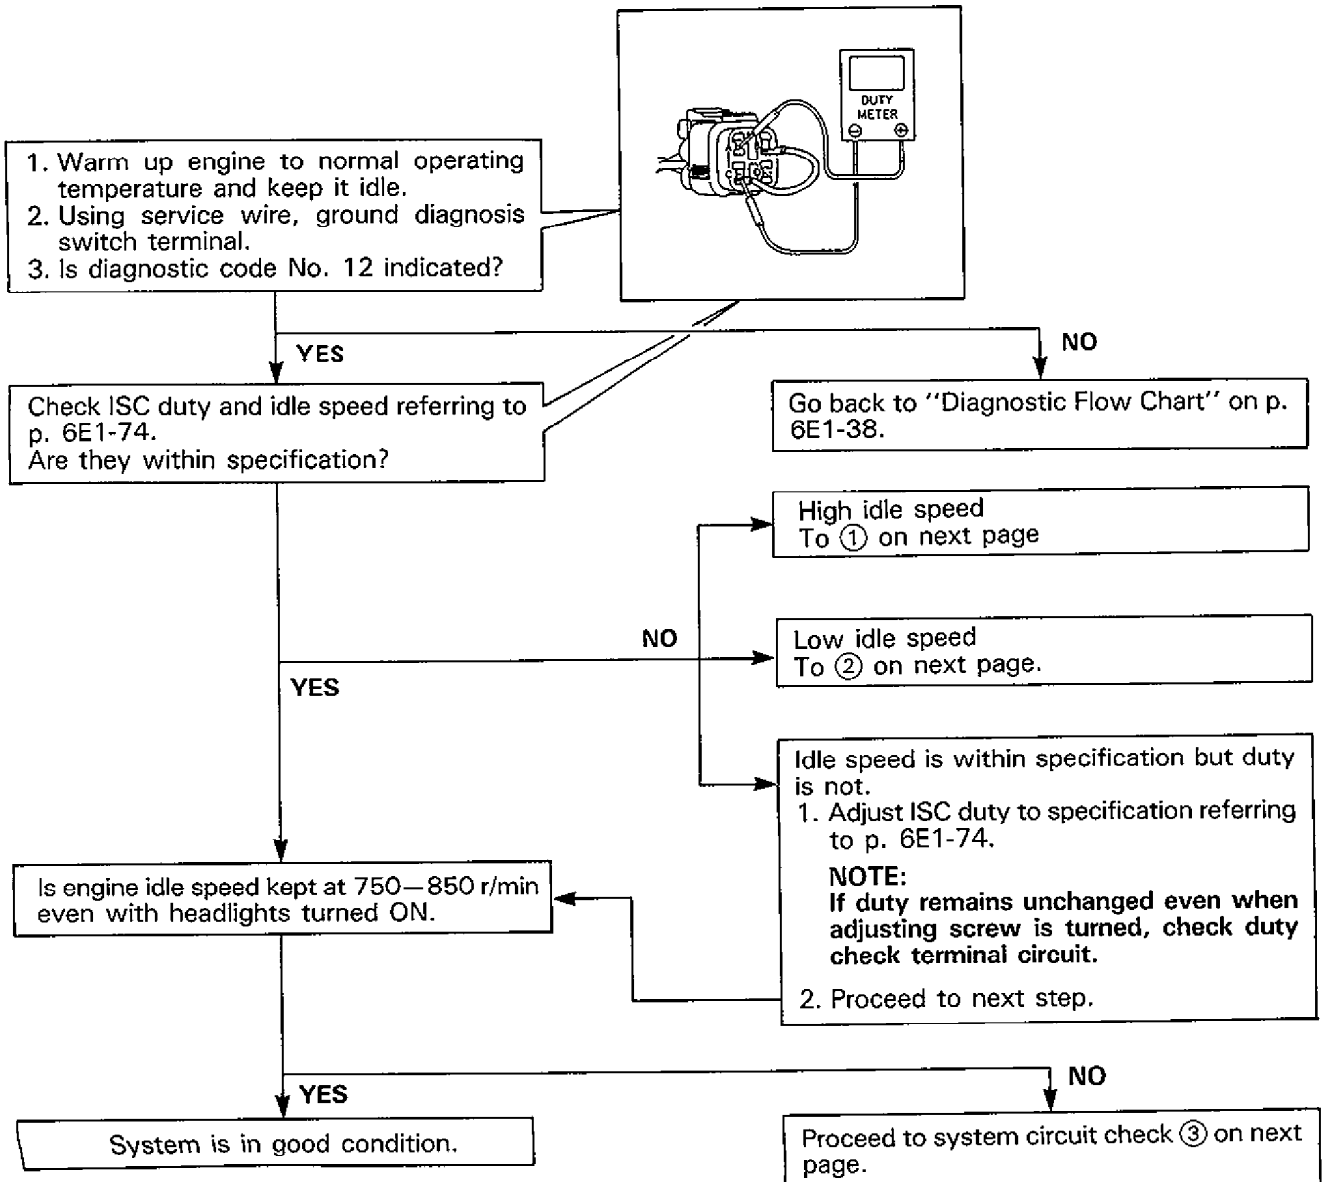 DUTY
METER
1. Warm up engine to normal operating
temperature and keep it idle.
2. Using service wire, ground diagnosis
switch terminal.
3. Is diagnostic code No. 12 indicated?
YES
NO
Check ISC duty and idle speed referring to
p. 6E1-74.
Are they within specification?
Go back to "Diagnostic Flow Chart" on p.
6E1-38.
High idle speed
To ① on next page
NO
Low idle speed
To ② on next page.
YES
Idle speed is within specification but duty
is not.
1. Adjust ISC duty to specification referring
to p. 6E1-74.
NOTE:
If duty remains unchanged even when
adjusting screw is turned, check duty
check terminal circuit.
2. Proceed to next step.
Is engine idle speed kept at 750—850 r/min
even with headlights turned ON.
YES
NO
System is in good condition.
Proceed to system circuit check ③ on next
page.